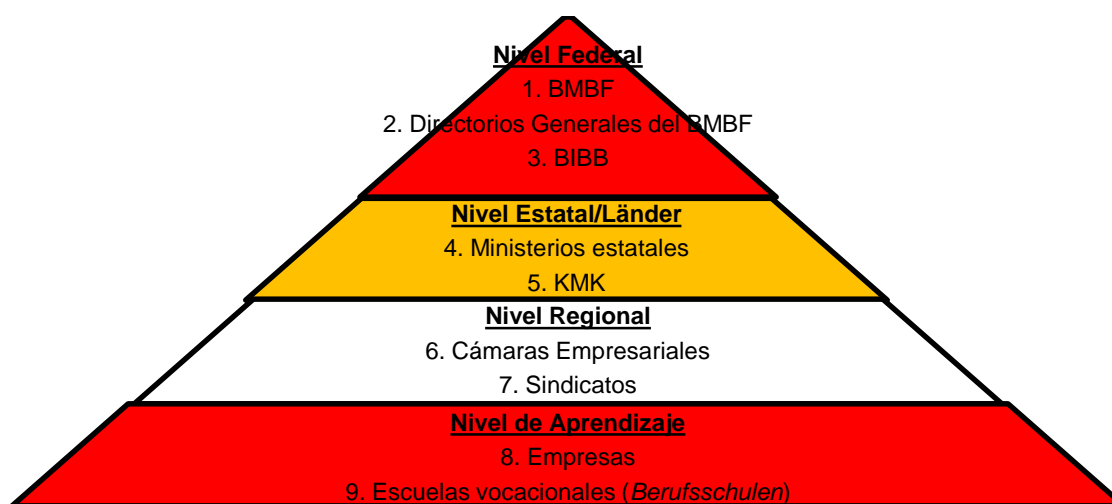 Nivel Federal
1. BMBF
2. Directorios Generales del BMBF
3. BIBB
Nivel Estatal/Länder
4. Ministerios estatales
5. KMK
Nivel Regional
6. Cámaras Empresariales
7. Sindicatos
Nivel de Aprendizaje
8. Empresas
9. Escuelas vocacionales (Berufsschulen)